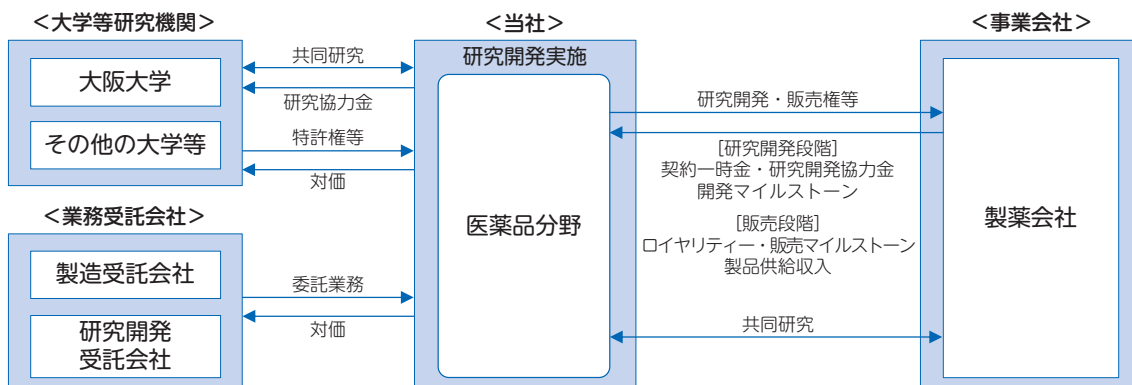 ＜大学等研究機関＞
大阪大学
その他の大学等
＜業務受託会社＞
製造受託会社
研究開発
受託会社
共同研究
研究協力金
特許権等
対価
委託業務
対価
＜当社＞
研究開発実施
医薬品分野
研究開発・販売権等
［研究開発段階］
契約一時金・研究開発協力金
開発マイルストーン
［販売段階］
ロイヤリティー・販売マイルストーン
製品供給収入
共同研究
＜事業会社＞
製薬会社